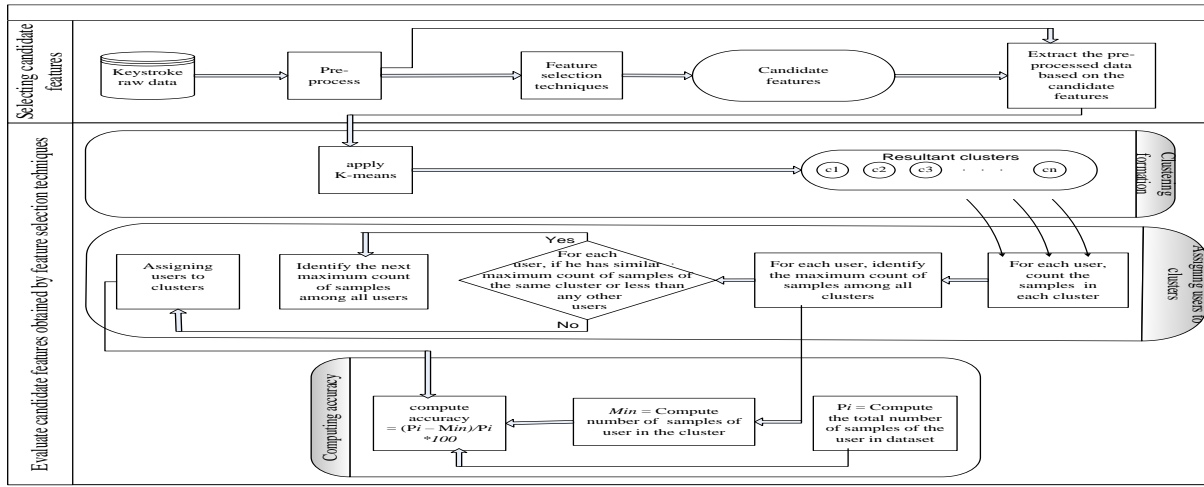 Selecting candidate
features
Keystroke
raw data
Pre-
process
Feature
selection
techniques
Candidate
features
Extract the pre-
processed data
based on the
candidate
features
Evaluate candidate features obtained by feature selection techniques
apply
K-means
Resultant clusters
c1 c2 c3 . . . cn
Clustering
formation
Assigning
users to
clusters
Identify the next
maximum count
of samples
among all users
Yes
For each
user, if he has similar
maximum count of samples of
the same cluster or less than
any other
users
No
For each user, identify
the maximum count of
samples among all
clusters
For each user,
count the
samples in
each cluster
Assigning users to
clusters
Computing accuracy
compute
accuracy
= (Pi – Min)/Pi
*100
Min = Compute
number of samples of
user in the cluster
Pi = Compute
the total number
of samples of the
user in dataset